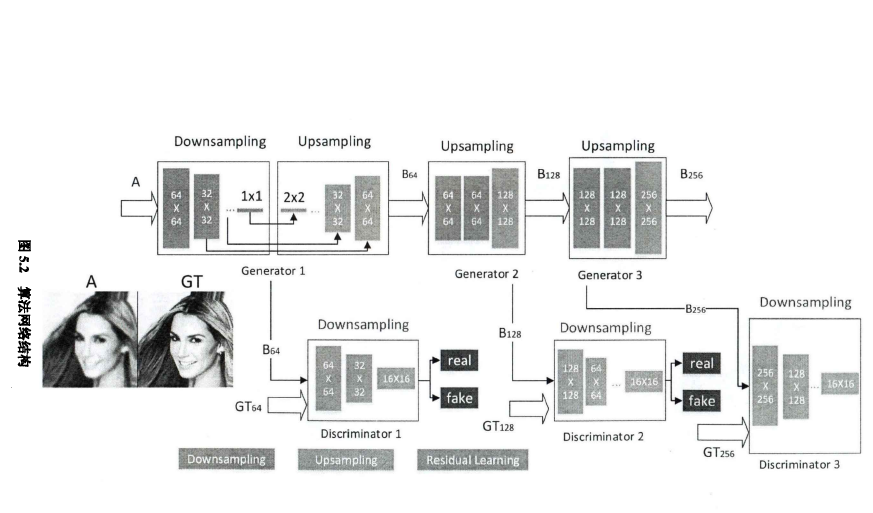 Downsampling
Upsampling
Upsampling
Upsampling
A
64
X
64
32
X
32
...
1x1
2x2
...
32
X
32
64
X
64
B64
64
X
64
64
X
64
128
X
128
B128
128
X
128
128
X
128
256
X
256
B256
Generator 1
Generator 2
Generator 3
图 5.2 算法网络结构
A
GT
B64
GT64
Downsampling
64
X
64
32
X
32
16X16
real
fake
Discriminator 1
B128
GT128
Downsampling
128
X
128
64
X
64
...
16X16
real
fake
Discriminator 2
B256
GT256
Downsampling
256
X
256
128
X
128
...
16X16
Discriminator 3
Downsampling
Upsampling
Residual Learning